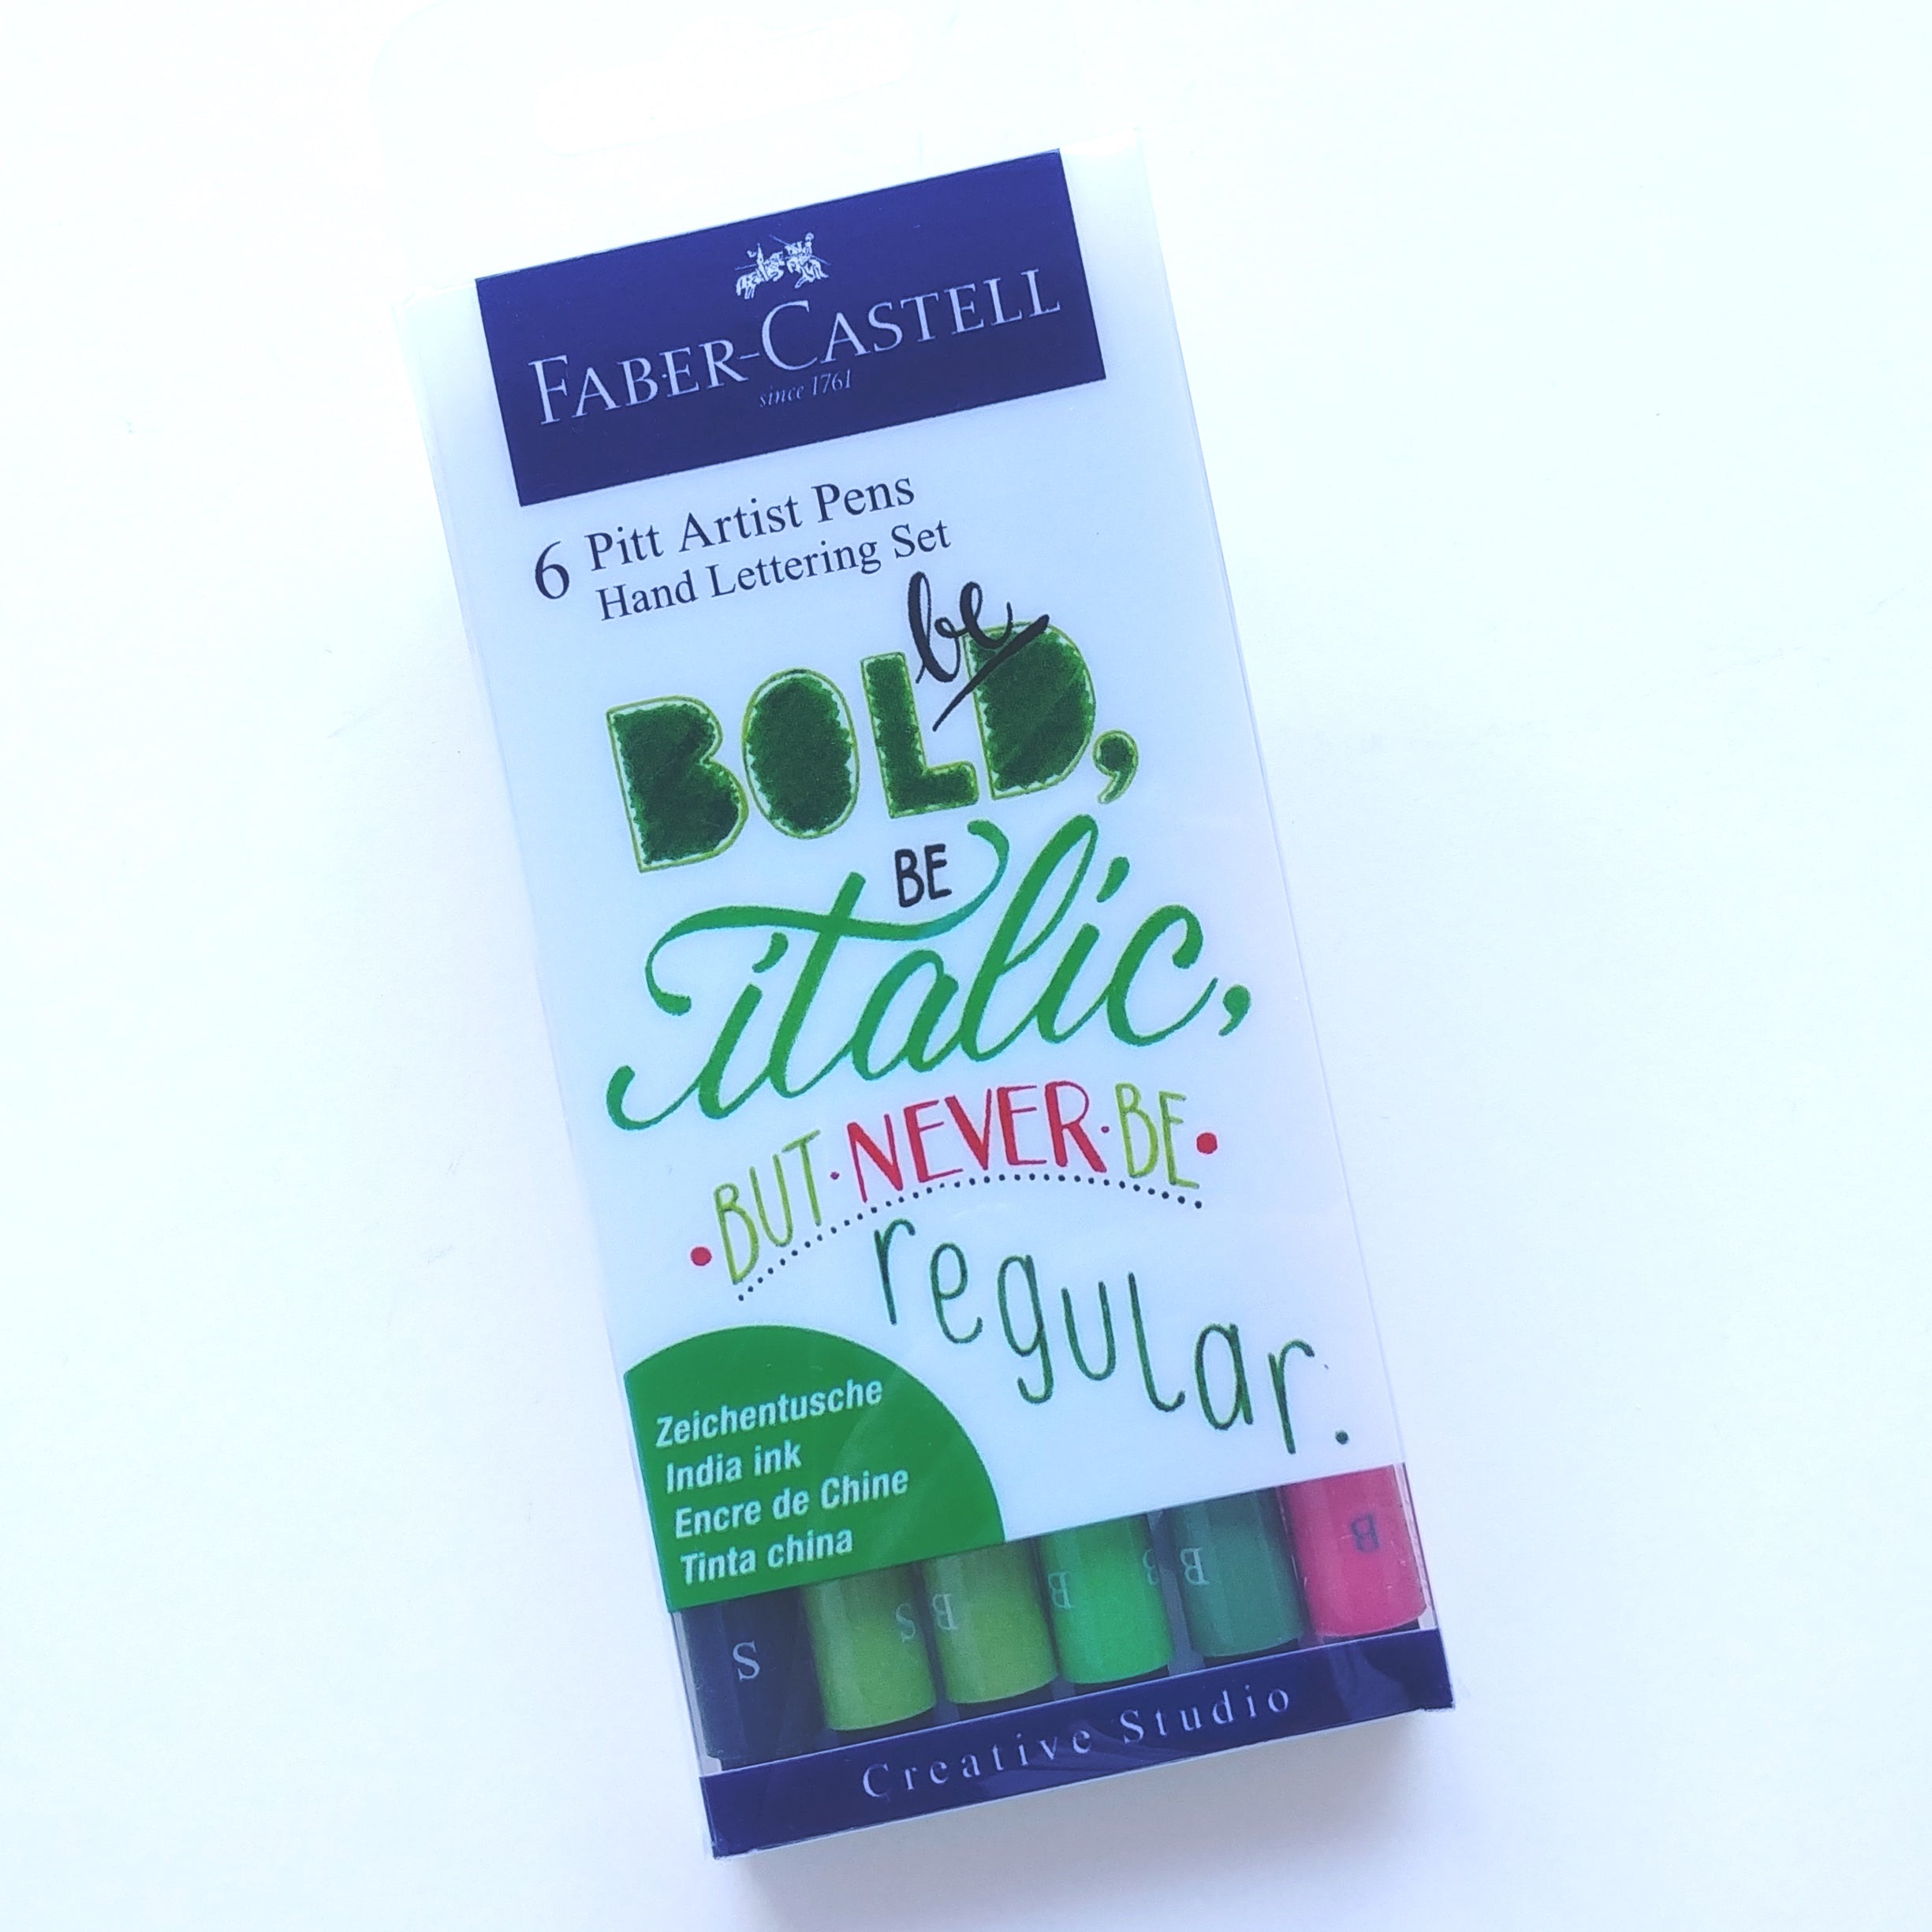 FABER-CASTELL
since 1761
6 Pitt Artist Pens
Hand Lettering Set
be
BOLD,
BE
italic,
•BUT•NEVER•BE•
regular.
Zeichentusche
India ink
Encre de Chine
Tinta china
S S B B B B B B
Creative Studio